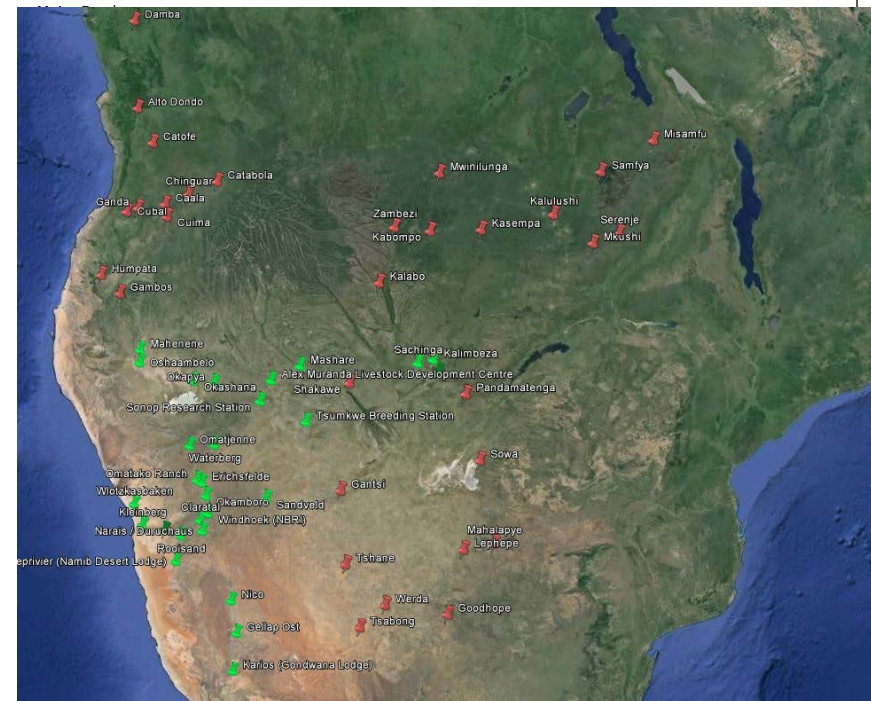 Damba
Alto Dondo
Catofe
Misamfu
Samfya
Mwinilunga
Catabola
Chinguar
Caala
Ganda
Cubal
Cuima
Kalulushi
Zambezi
Serenje
Kasempa
Kabompo
Mkushi
Humpata
Kalabo
Gambos
Mahenene
Sachinga
Kalimbeza
Oshaambelo
Mashare
Okapya
Alex Muranda Livestock Development Centre
Okashana
Shakawe
Pandamatenga
Sonop Research Station
Tsumkwe Breeding Station
Omatjenne
Sowa
Waterberg
Omatako Ranch
Erichsfelde
Gantsi
Wlotzkasbaken
Okamboro
Sandveld
Claratal
Kleinberg
Windhoek (NBRI)
Narais / Duruchaus
Mahalapye
Lephepe
Rooisand
Tshane
eprivier (Namib Desert Lodge)
Nico
Werda
Goodhope
Tsabong
Gellap Ost
Karios (Gondwana Lodge)